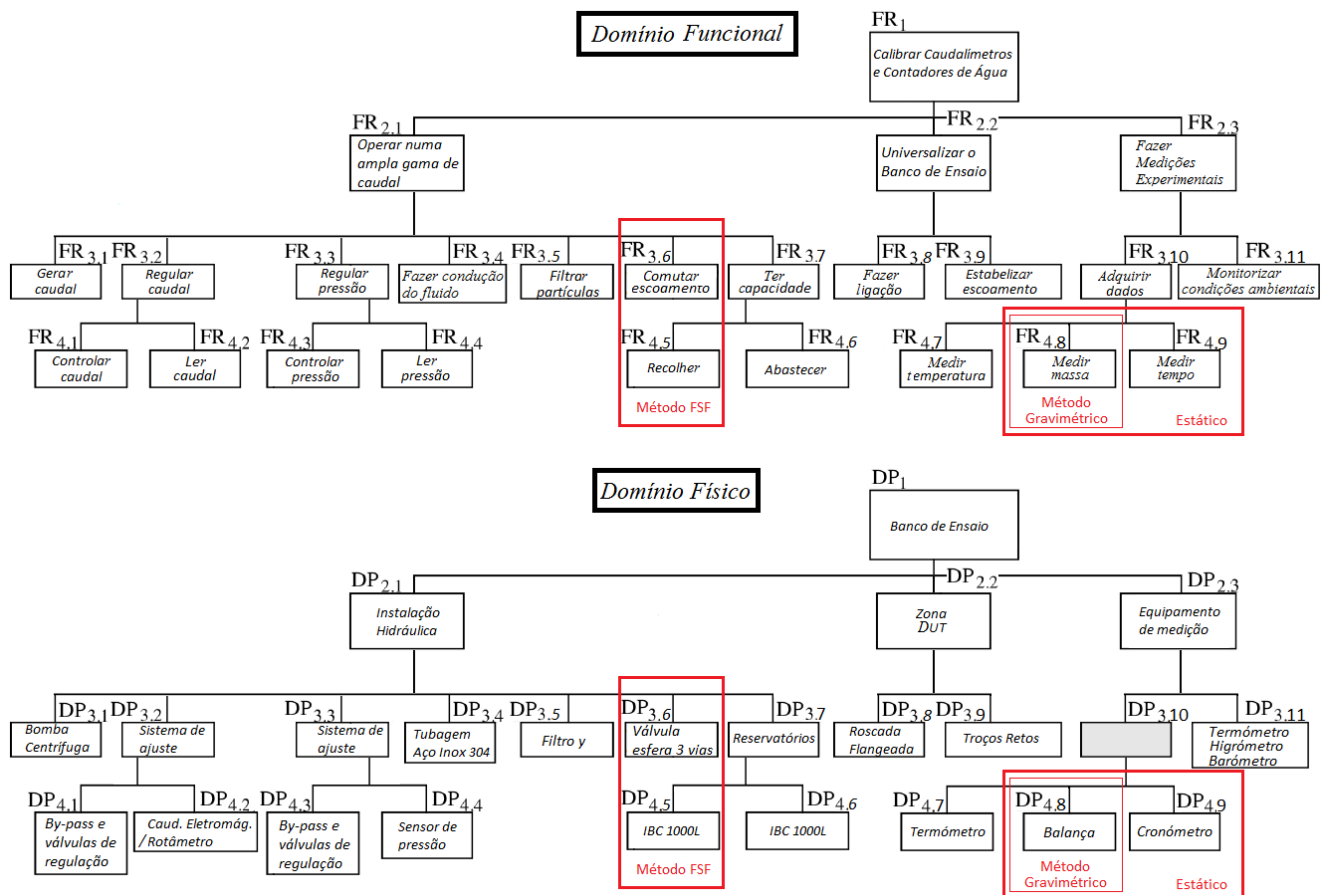 Domínio Funcional
FR1
Calibrar Caudalímetros
e Contadores de Água
FR2.1
Operar numa
ampla gama de
caudal
FR2.2
Universalizar o
Banco de Ensaio
FR2.3
Fazer
Medições
Experimentais
FR3.1
Gerar
caudal
FR3.2
Regular
caudal
FR3.3
Regular
pressão
FR3.4
Fazer condução
do fluido
FR3.5
Filtrar
partículas
FR3.6
Comutar
escoamento
FR3.7
Ter
capacidade
FR3.8
Fazer
ligação
FR3.9
Estabelizar
escoamento
FR3.10
Adquirir
dados
FR3.11
Monitorizar
condições ambientais
FR4.1
Controlar
caudal
FR4.2
Ler
caudal
FR4.3
Controlar
pressão
FR4.4
Ler
pressão
FR4.5
Recolher
FR4.6
Abastecer
FR4.7
Medir
temperatura
FR4.8
Medir
massa
FR4.9
Medir
tempo
Método FSF
Método
Gravimétrico
Estático
Domínio Físico
DP1
Banco de Ensaio
DP2.1
Instalação
Hidráulica
DP2.2
Zona
DUT
DP2.3
Equipamento
de medição
DP3.1
Bomba
Centrífuga
DP3.2
Sistema de
ajuste
DP3.3
Sistema de
ajuste
DP3.4
Tubagem
Aço Inox 304
DP3.5
Filtro y
DP3.6
Válvula
esfera 3 vias
DP3.7
Reservatórios
DP3.8
Roscada
Flangeada
DP3.9
Troços Retos
DP3.10
DP3.11
Termómetro
Higrómetro
Barómetro
DP4.1
By-pass e
válvulas de
regulação
DP4.2
Caud. Eletromág.
/ Rotâmetro
DP4.3
By-pass e
válvulas de
regulação
DP4.4
Sensor de
pressão
DP4.5
IBC 1000L
DP4.6
IBC 1000L
DP4.7
Termómetro
DP4.8
Balança
DP4.9
Cronómetro
Método FSF
Método
Gravimétrico
Estático